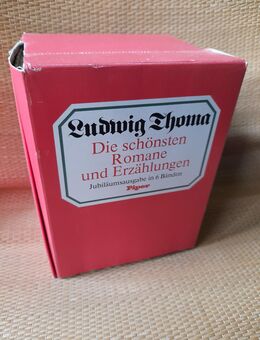 Ludwig Thoma
Die schönsten
Romane
und Erzählungen
Jubiläumsausgabe in 6 Bänden
Piper